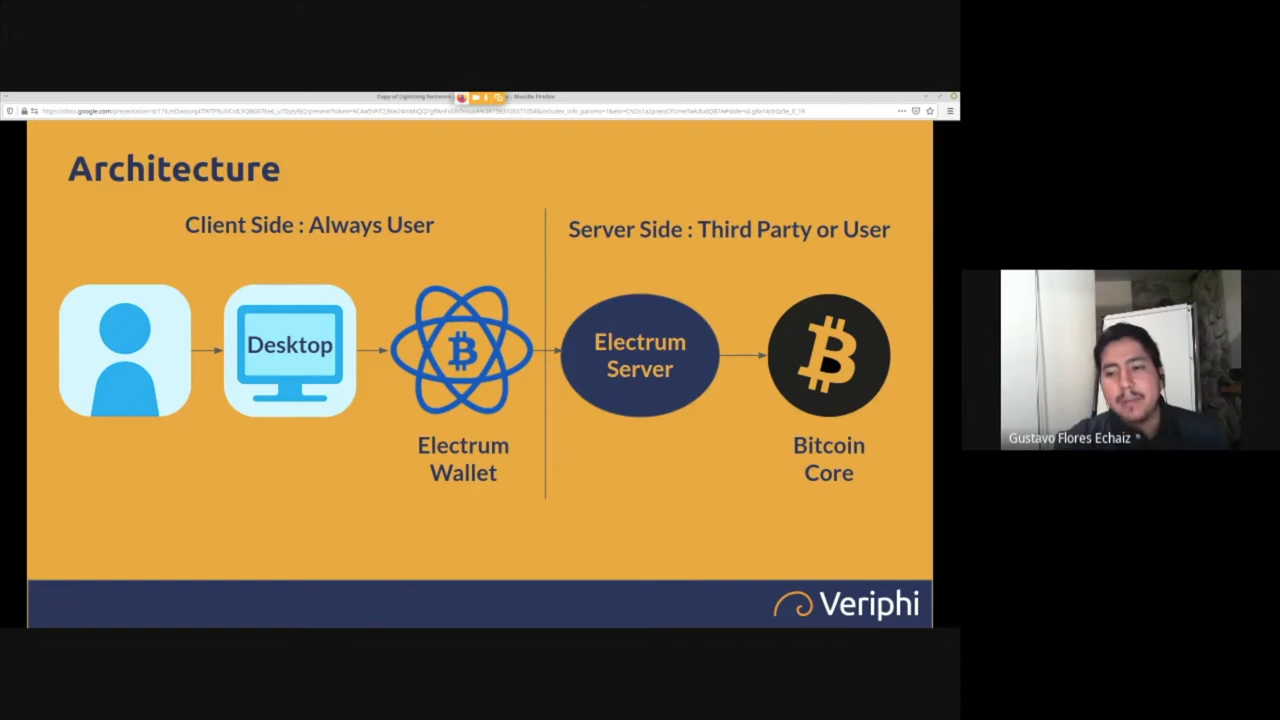 Architecture
Client Side : Always User
Server Side : Third Party or User
Desktop
Electrum
Server
Electrum
Wallet
Bitcoin
Core
Veriphi
Gustavo Flores Echaiz